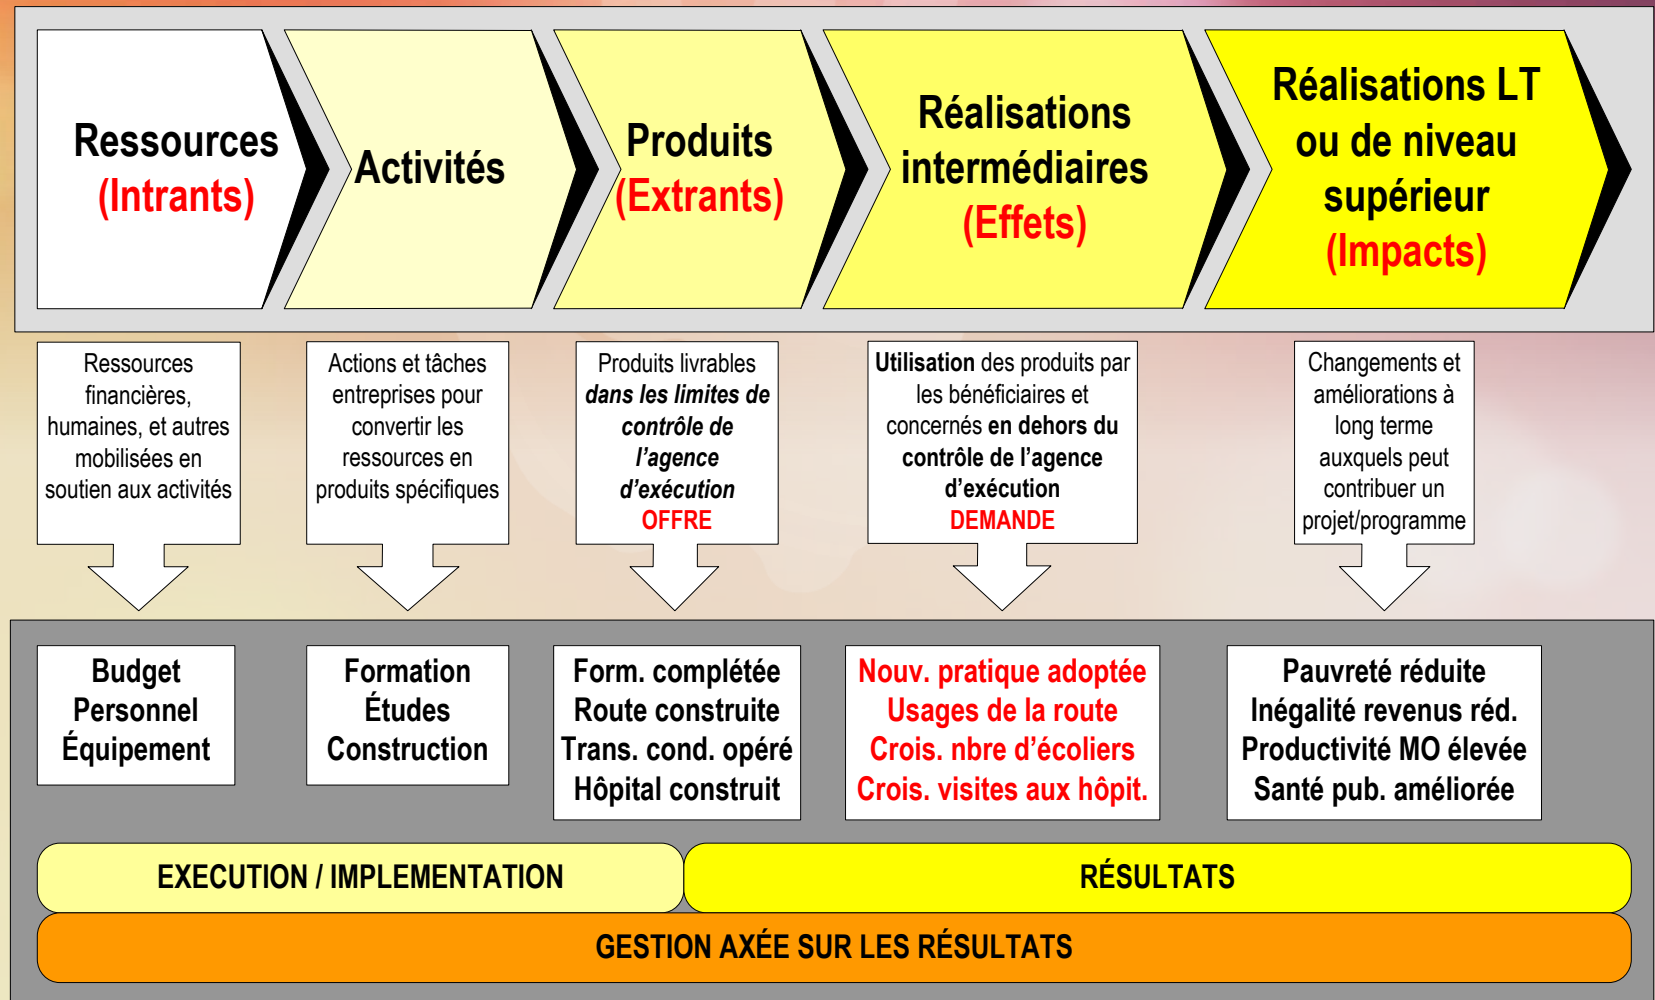 Ressources
(Intrants)
Activités
Produits
(Extrants)
Réalisations
intermédiaires
(Effets)
Réalisations LT
ou de niveau
supérieur
(Impacts)
Ressources
financières,
humaines, et autres
mobilisées en
soutien aux activités
Actions et tâches
entreprises pour
convertir les
ressources en
produits spécifiques
Produits livrables
dans les limites de
contrôle de
l’agence
d’exécution
OFFRE
Utilisation des produits par
les bénéficiaires et
concernés en dehors du
contrôle de l’agence
d’exécution
DEMANDE
Changements et
améliorations à
long terme
auxquels peut
contribuer un
projet/programme
Budget
Personnel
Équipement
Formation
Études
Construction
Form. complétée
Route construite
Trans. cond. opéré
Hôpital construit
Nouv. pratique adoptée
Usages de la route
Crois. nbre d’écoliers
Crois. visites aux hôpit.
Pauvreté réduite
Inégalité revenus réd.
Productivité MO élevée
Santé pub. améliorée
EXECUTION / IMPLEMENTATION
RÉSULTATS
GESTION AXÉE SUR LES RÉSULTATS